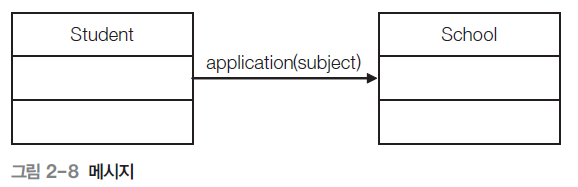 Student
application(subject)
School
그림 2-8 메시지